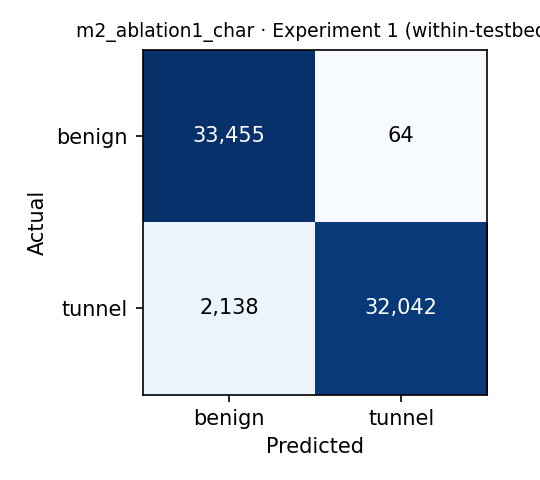 m2_ablation1_char · Experiment 1 (within-testbed
benign
33,455
64
Actual
tunnel
2,138
32,042
benign
tunnel
Predicted